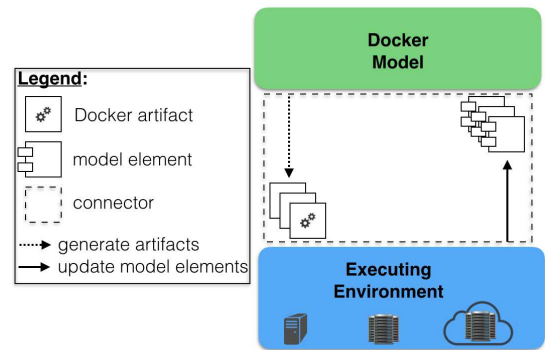 Docker
Model
Legend:
Docker artifact
model element
connector
generate artifacts
update model elements
Executing
Environment